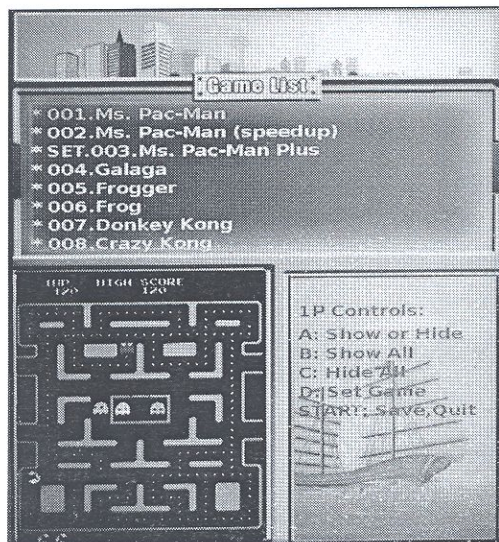 Game List
* 001.Ms. Pac-Man
* 002.Ms. Pac-Man (speedup)
* SET.003.Ms. Pac-Man Plus
* 004.Galaga
* 005.Frogger
* 006.Frog
* 007.Donkey Kong
* 008.Crazy Kong
1UP HIGH SCORE
120 120
1P Controls:
A: Show or Hide
B: Show All
C: Hide All
D: Set Game
START: Save,Quit